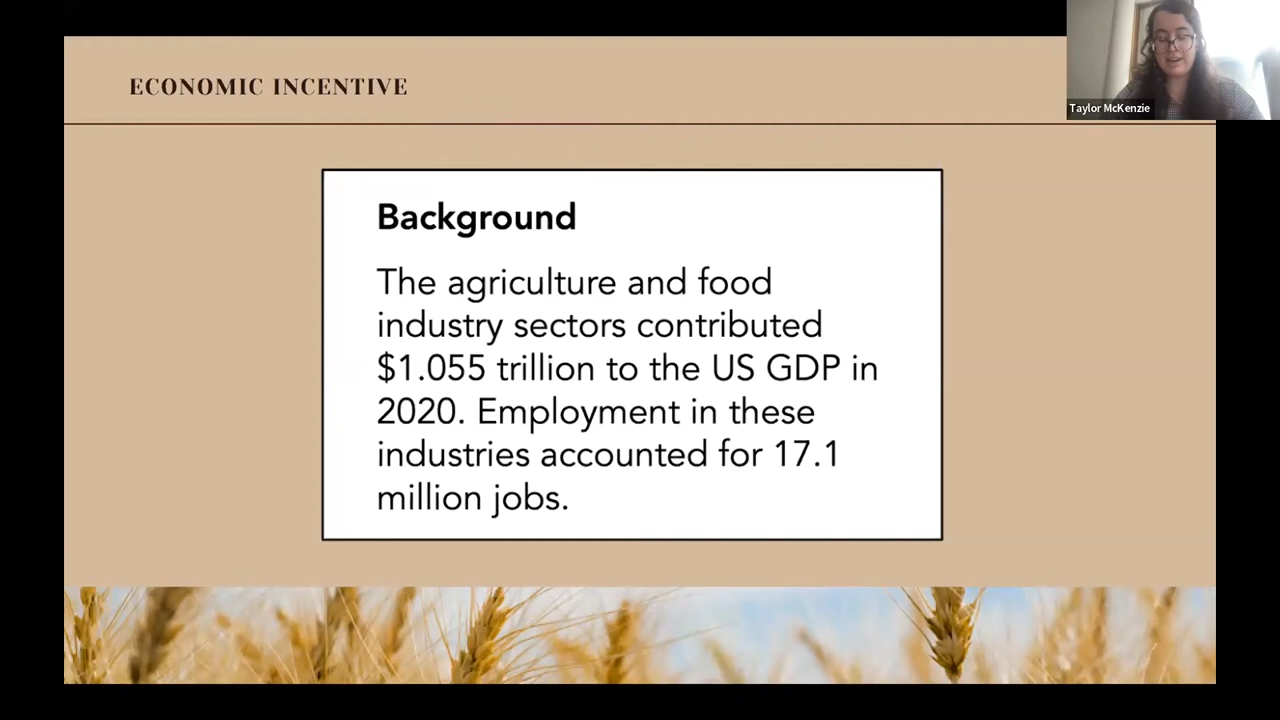 ECONOMIC INCENTIVE
Taylor McKenzie
Background
The agriculture and food
industry sectors contributed
$1.055 trillion to the US GDP in
2020. Employment in these
industries accounted for 17.1
million jobs.